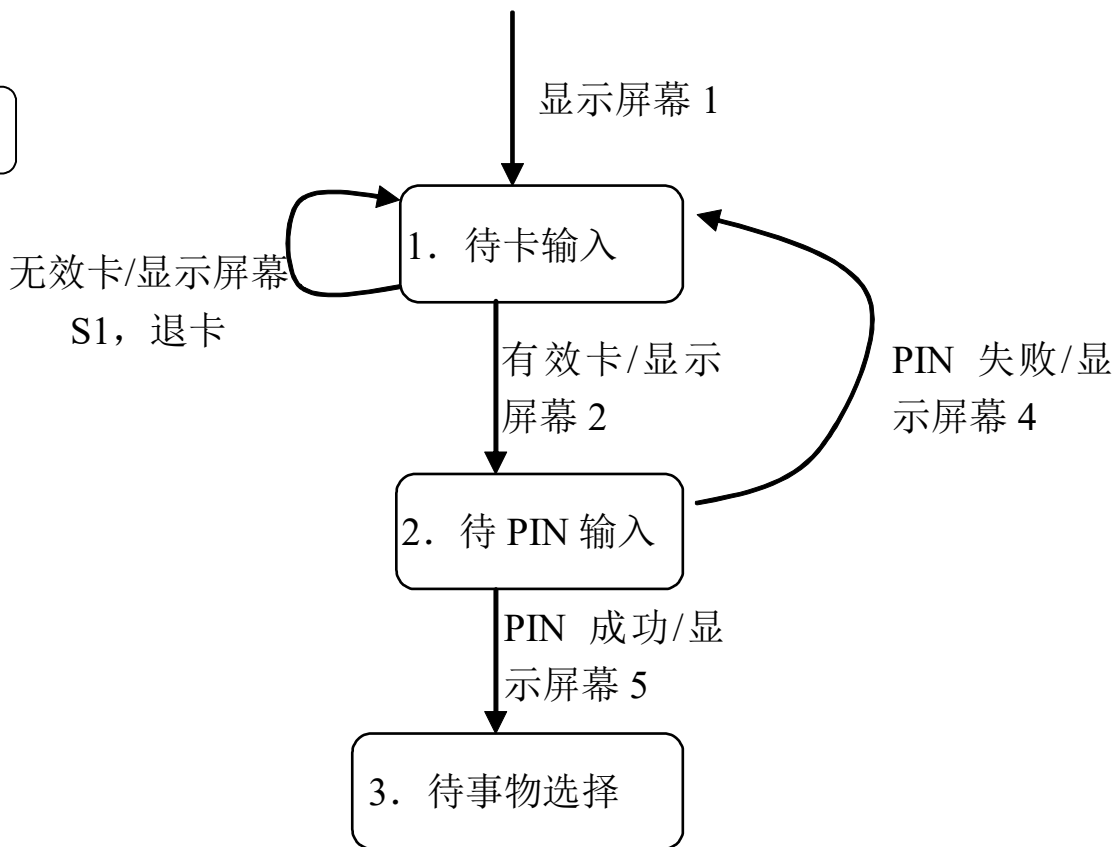 显示屏幕 1
1．待卡输入
无效卡/显示屏幕
S1，退卡
有效卡/显示
屏幕 2
PIN 失败/显
示屏幕 4
2．待 PIN 输入
PIN 成功/显
示屏幕 5
3．待事物选择